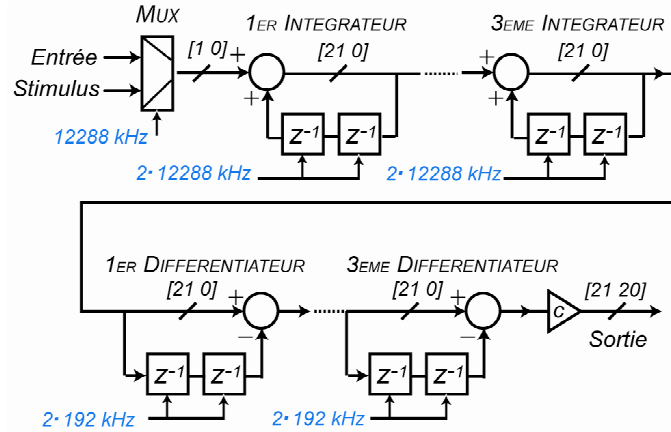 MUX
1ER INTEGRATEUR
3EME INTEGRATEUR
Entrée
Stimulus
[1 0]
+
[21 0]
+
[21 0]
+
+
z⁻¹ z⁻¹
z⁻¹ z⁻¹
12288 kHz
2• 12288 kHz
2• 12288 kHz
1ER DIFFERENTIATEUR
3EME DIFFERENTIATEUR
[21 0]
+
[21 0]
+
c
[21 20]
Sortie
−
−
z⁻¹ z⁻¹
z⁻¹ z⁻¹
2• 192 kHz
2• 192 kHz